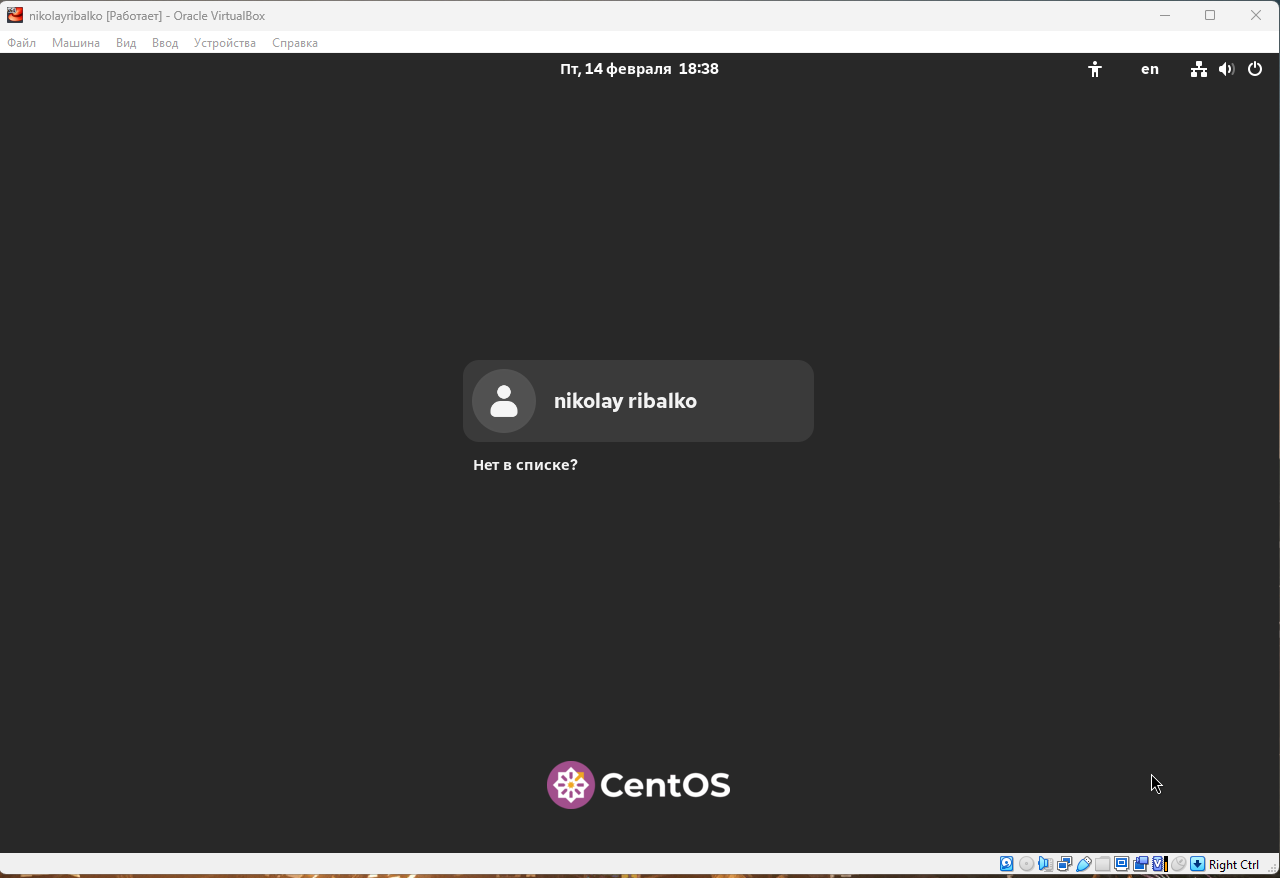 nikolayribalko [Работает] - Oracle VirtualBox
Файл Машина Вид Ввод Устройства Справка
Пт, 14 февраля 18:38
en
nikolay ribalko
Нет в списке?
CentOS
Right Ctrl